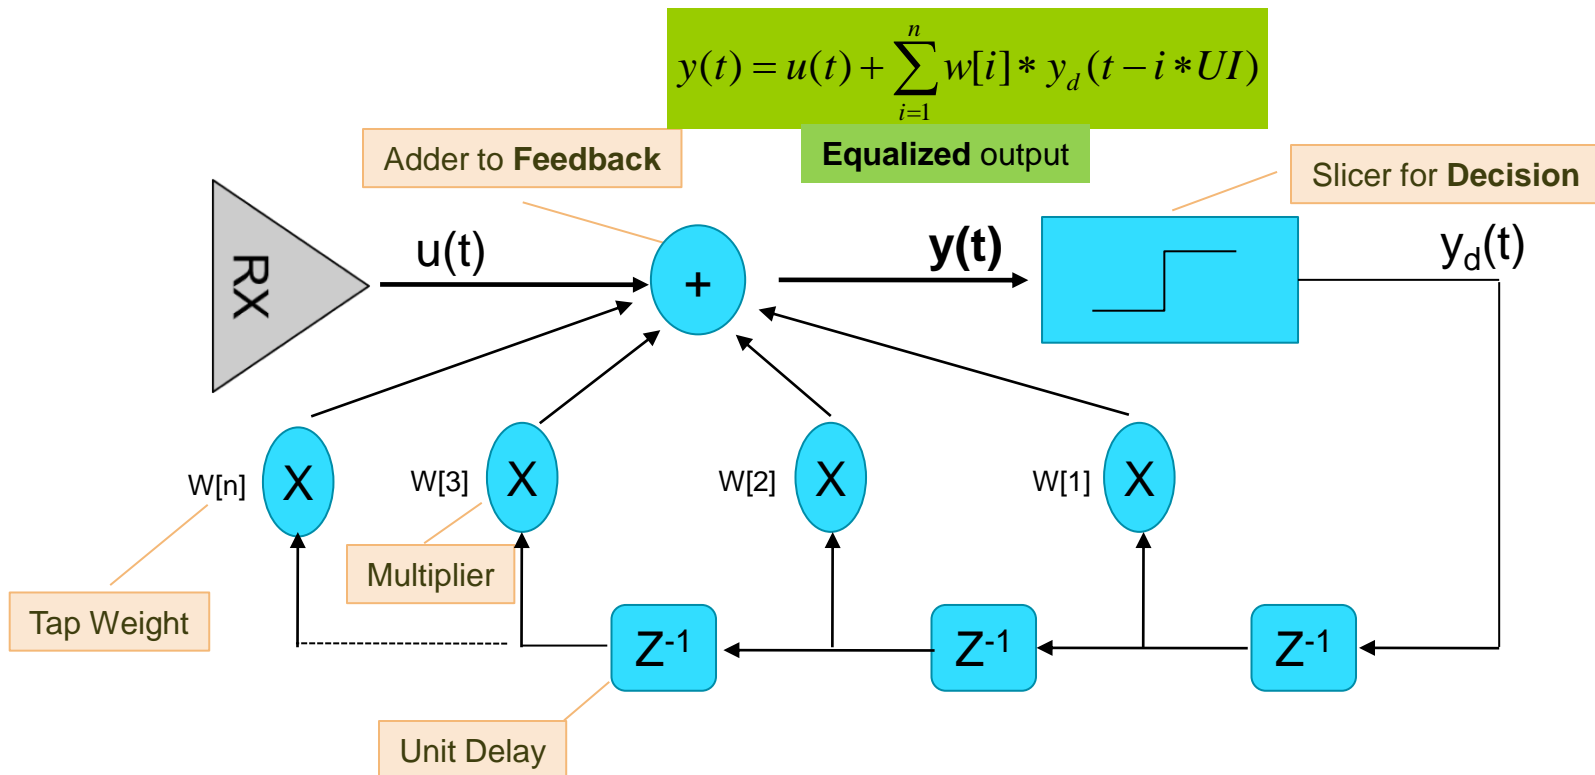 y(t) = u(t) + \sum_{i=1}^{n} w[i] * y_d (t − i * UI)
Adder to Feedback
Equalized output
Slicer for Decision
RX
u(t)
+
y(t)
y_d(t)
W[n]
X
W[3]
X
W[2]
X
W[1]
X
Multiplier
Tap Weight
Z^{-1}
Z^{-1}
Z^{-1}
Unit Delay